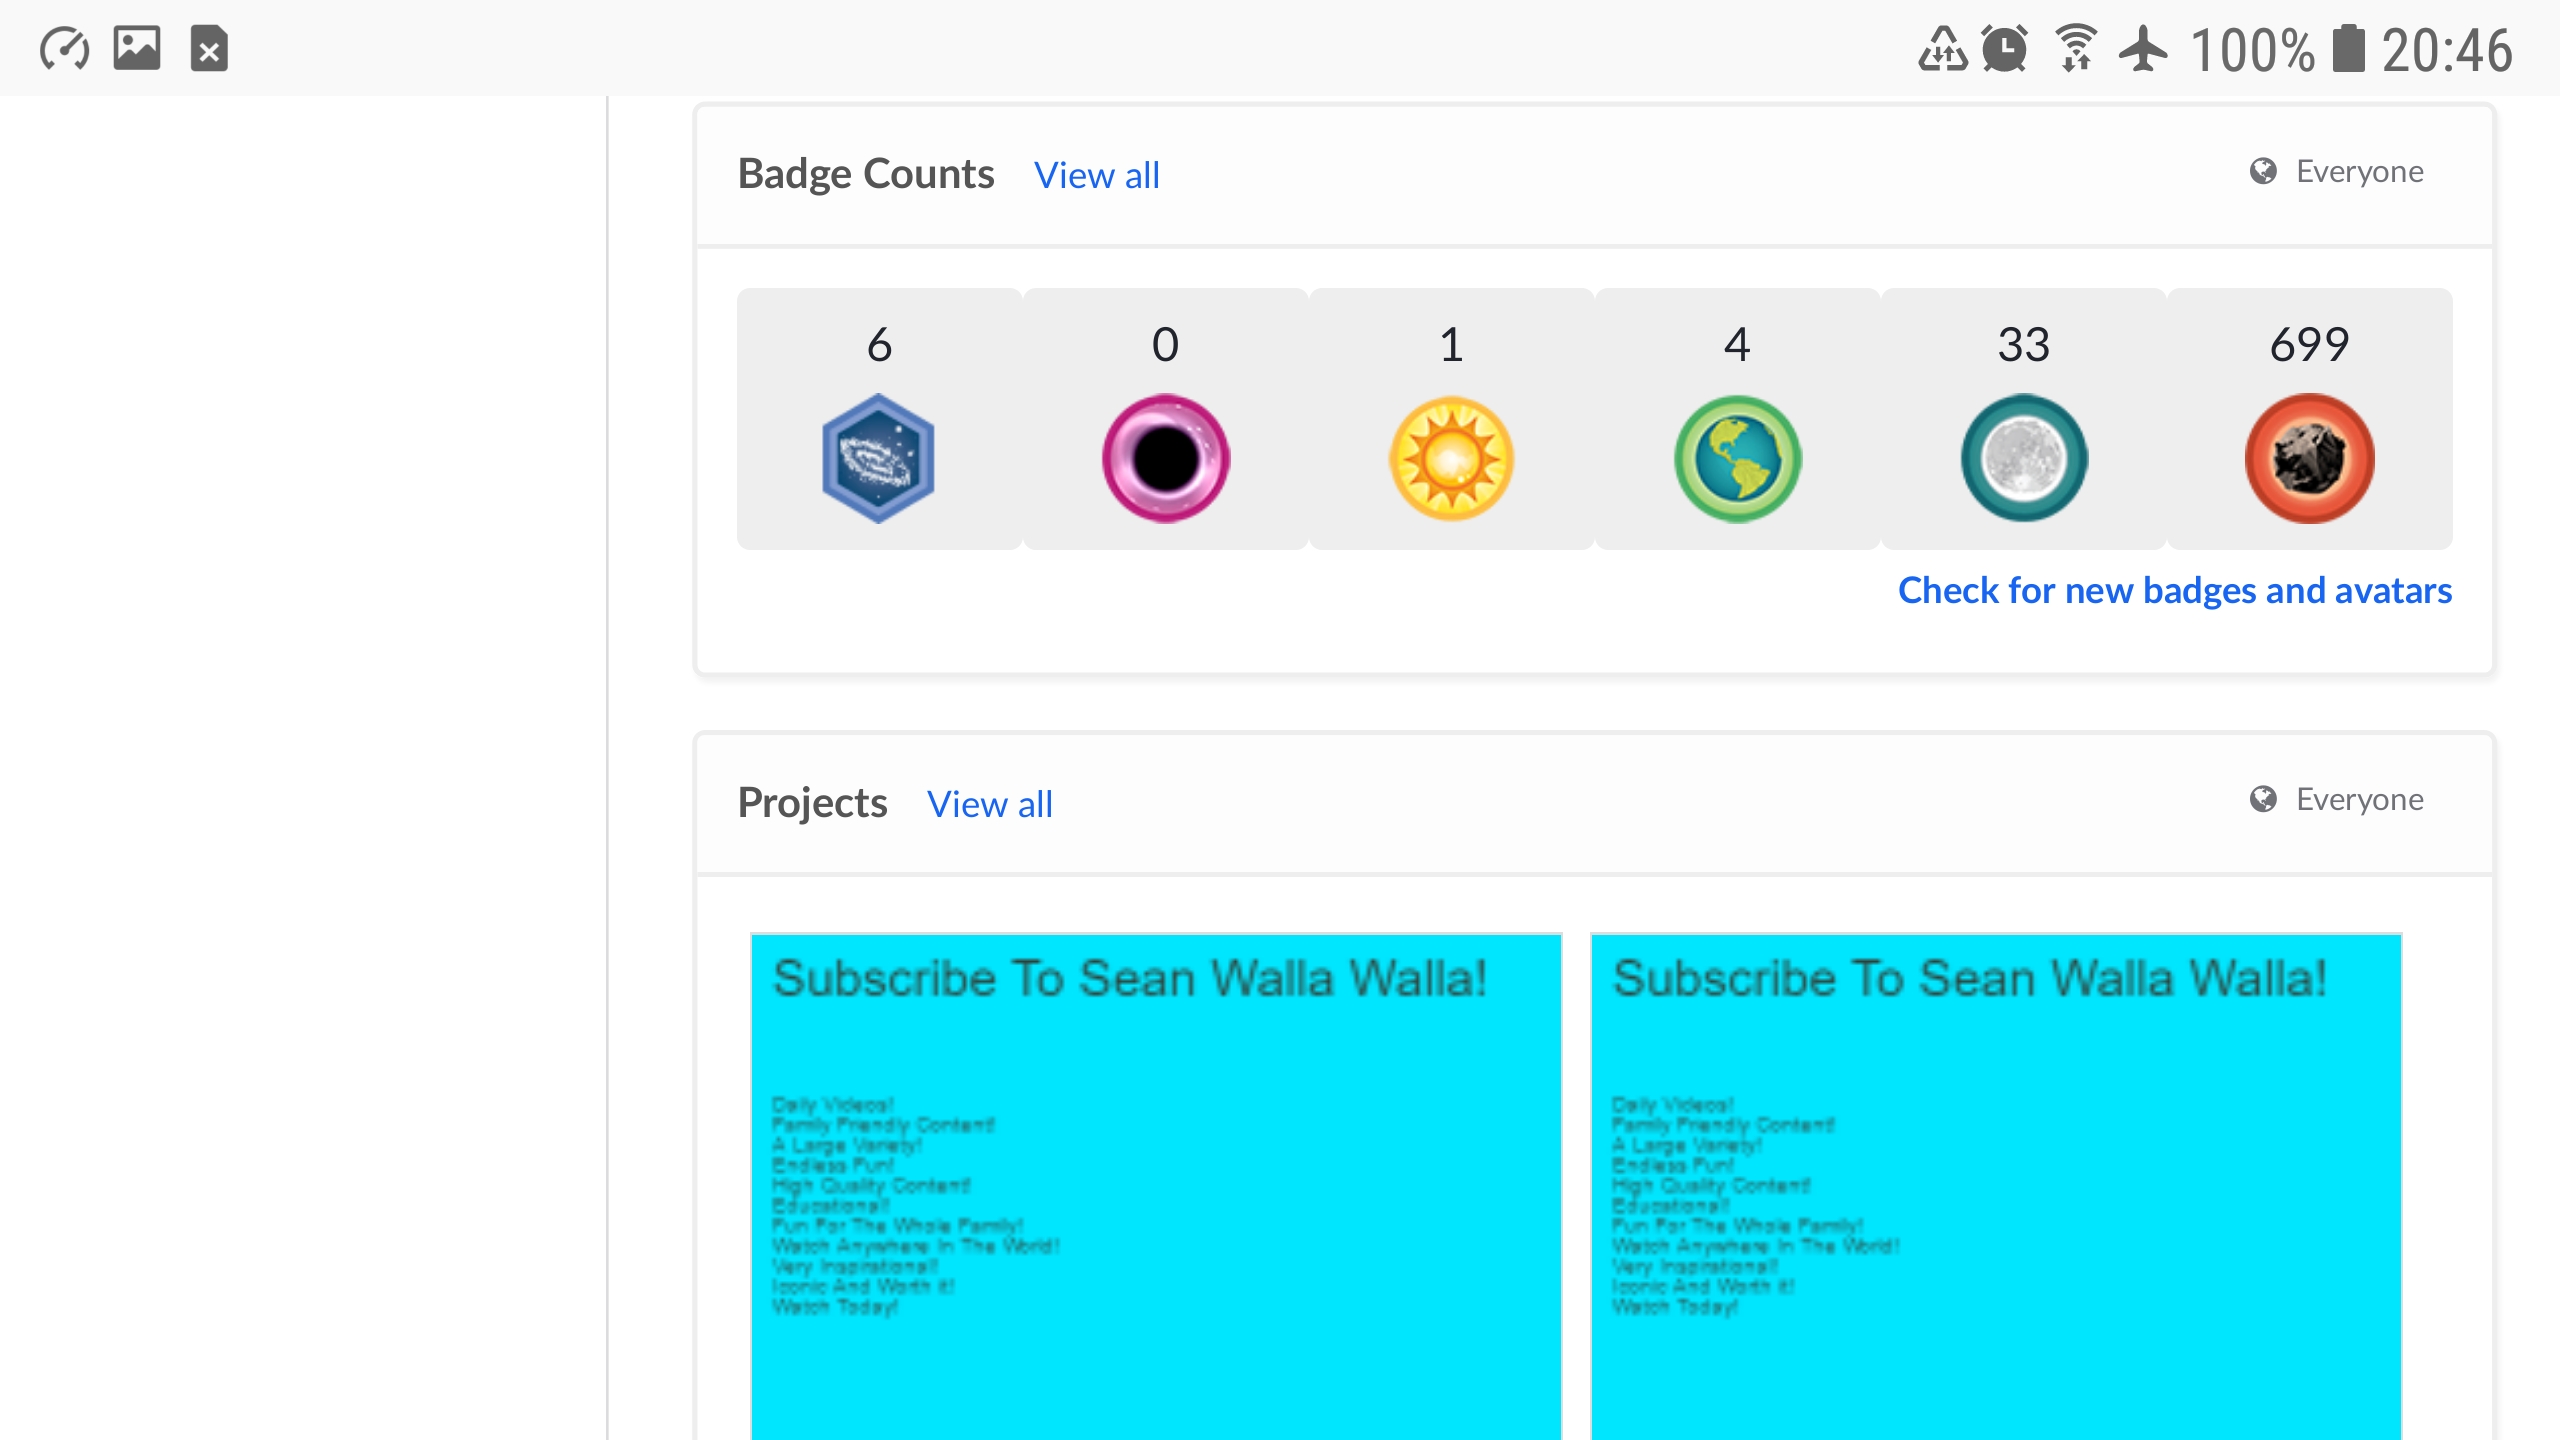 100% 20:46
Badge Counts View all Everyone
6 0 1 4 33 699
Check for new badges and avatars
Projects View all Everyone
Subscribe To Sean Walla Walla! Subscribe To Sean Walla Walla!
Daily Videos! Daily Videos!
Family Friendly Content! Family Friendly Content!
A Large Variety! A Large Variety!
Endless Fun! Endless Fun!
High Quality Content! High Quality Content!
Educational! Educational!
Fun For The Whole Family! Fun For The Whole Family!
Watch Anywhere In The World! Watch Anywhere In The World!
Very Inspirational! Very Inspirational!
Iconic And Worth it! Iconic And Worth it!
Watch Today! Watch Today!